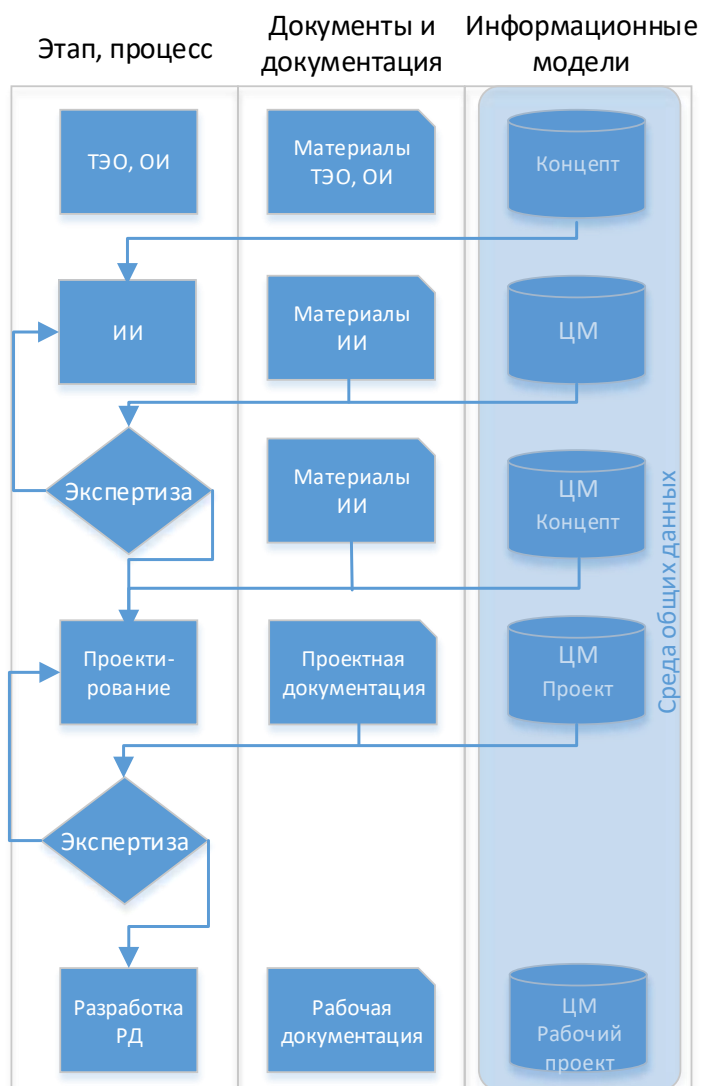 Этап, процесс
Документы и
документация
Информационные
модели
ТЭО, ОИ
Материалы
ТЭО, ОИ
Концепт
ИИ
Материалы
ИИ
ЦМ
Экспертиза
Материалы
ИИ
ЦМ
Концепт
Среда общих данных
Проекти-
рование
Проектная
документация
ЦМ
Проект
Экспертиза
Разработка
РД
Рабочая
документация
ЦМ
Рабочий
проект